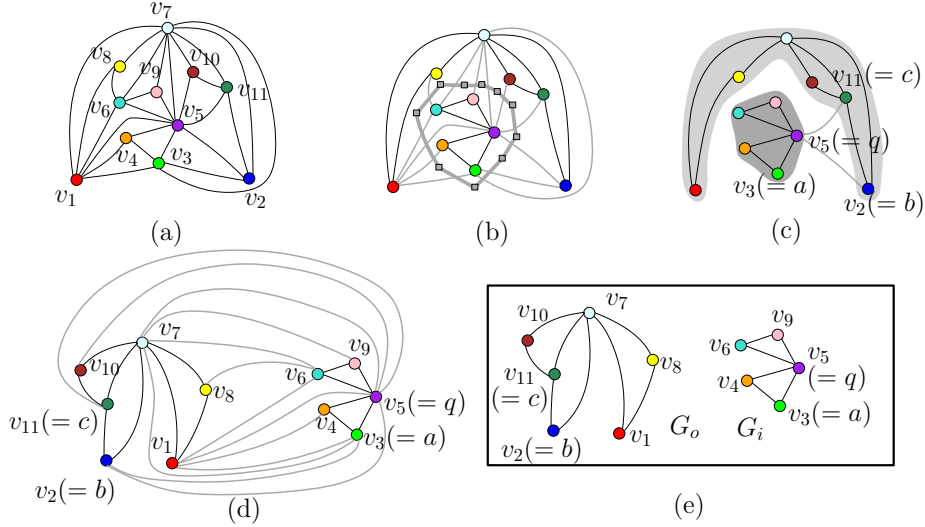 v₇
v₈
v₁₀
v₉
v₁₁
v₆
v₅
v₄
v₃
v₁
v₂
(a)
(b)
v₁₁(= c)
v₅(= q)
v₃(= a)
v₂(= b)
(c)
v₇
v₁₀
v₉
v₆
v₈
v₁₁(= c)
v₅(= q)
v₄
v₁
v₃(= a)
v₂(= b)
(d)
v₇
v₁₀
v₉
v₆
v₈
v₅
v₁₁
(= q)
v₄
(= c)
v₃(= a)
v₁
Gₒ
Gᵢ
v₂(= b)
(e)